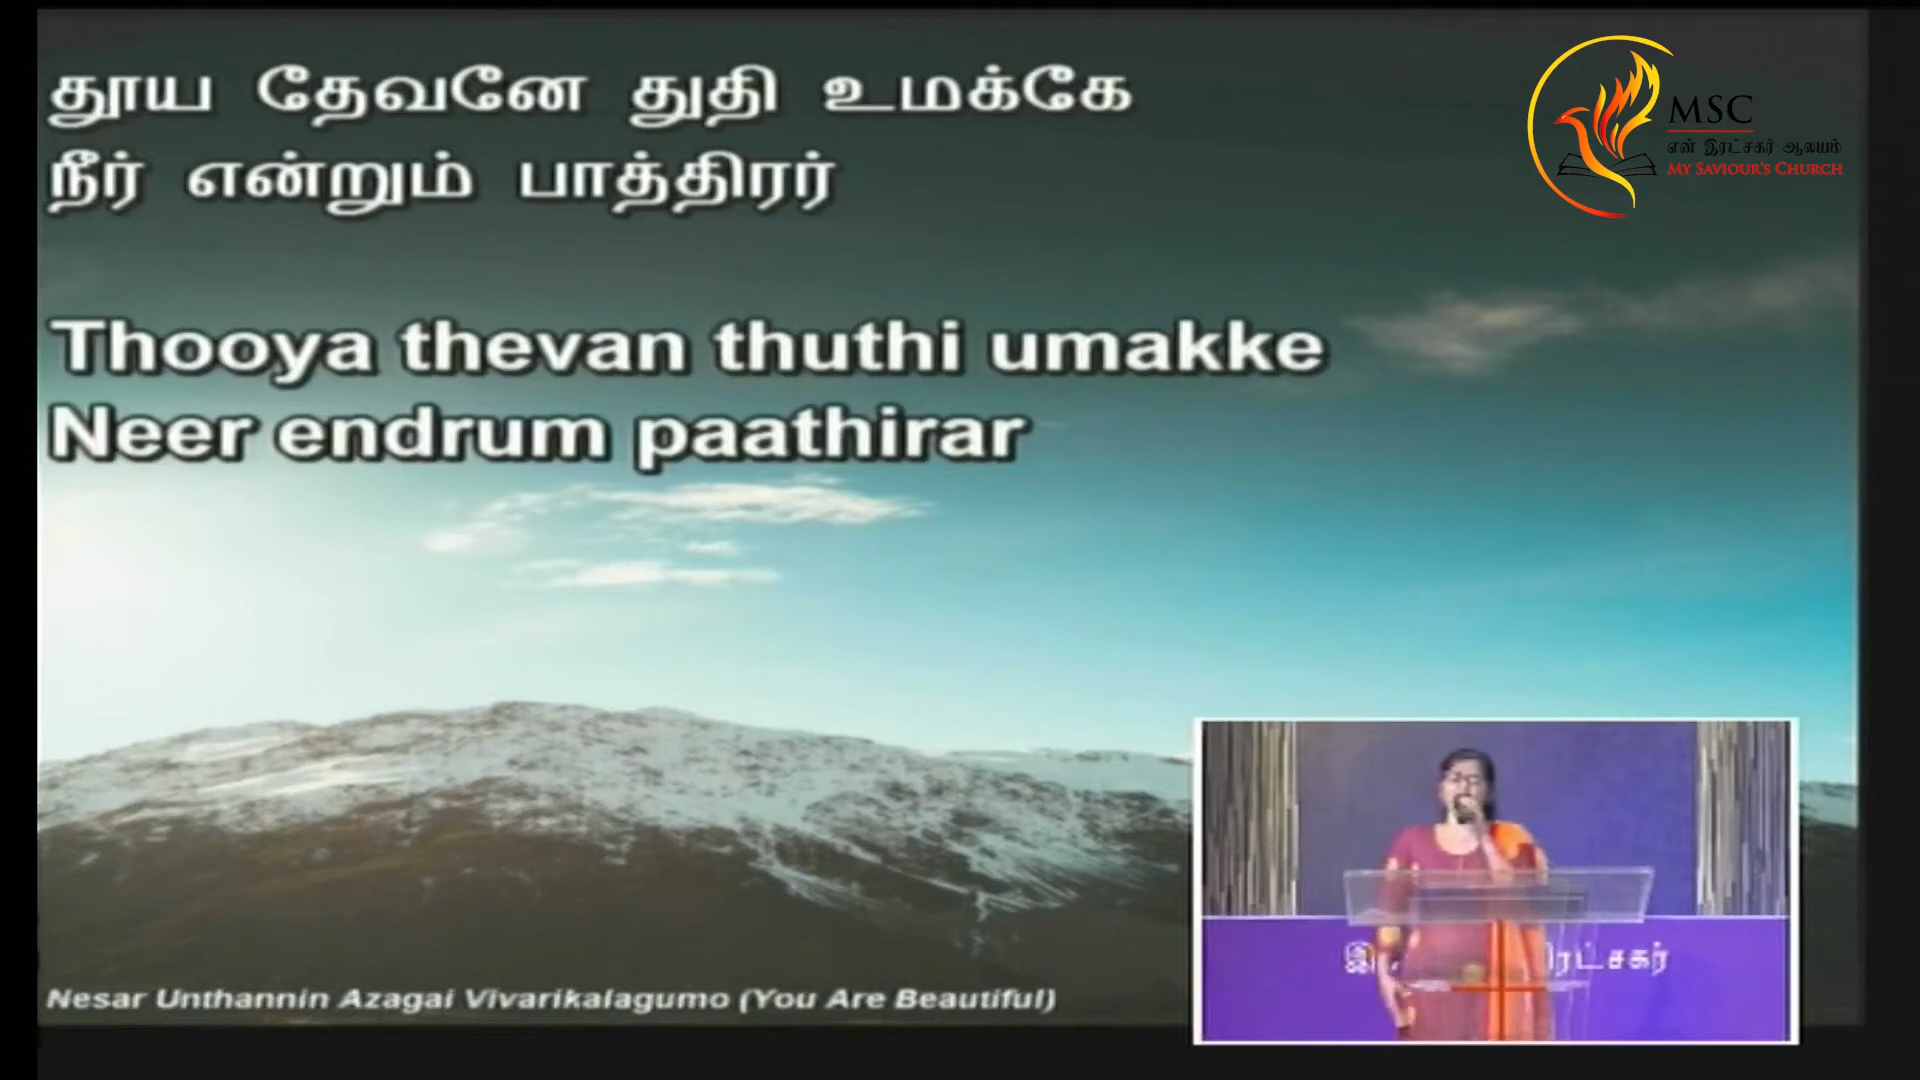 தூய தேவனே துதி உமக்கே
நீர் என்றும் பாத்திரர்
Thooya thevan thuthi umakke
Neer endrum paathirar
Nesar Unthannin Azagai Vivarikalagumo (You Are Beautiful)
MSC
என் இரட்சகர் ஆலயம்
MY SAVIOUR'S CHURCH